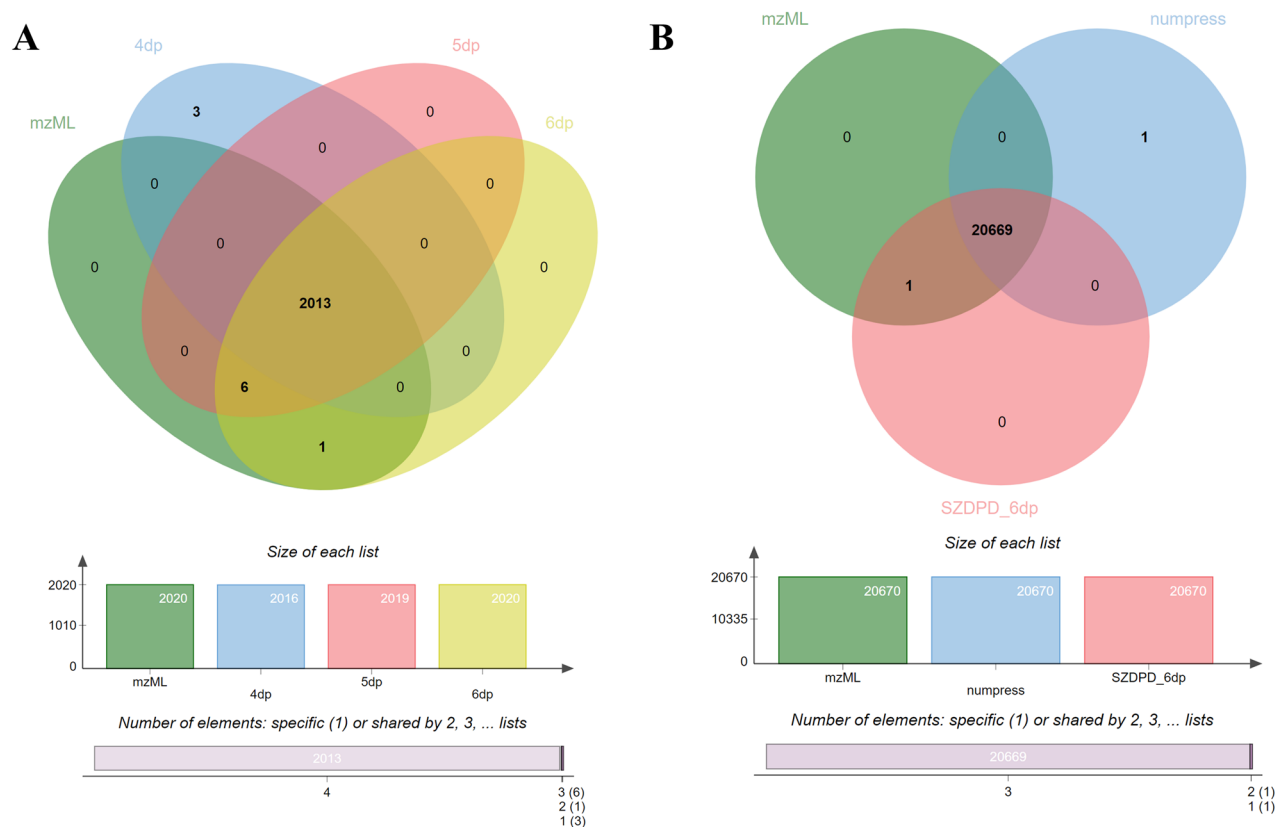 A
4dp
5dp
mzML
6dp
3
0
0
0
0
0
0
0
0
2013
0
0
6
0
1
Size of each list
2020
1010
0
2020
2016
2019
2020
mzML
4dp
5dp
6dp
Number of elements: specific (1) or shared by 2, 3, ... lists
2013
4
3 (6)
2 (1)
1 (3)
B
mzML
numpress
0
0
1
20669
1
0
0
SZDPD_6dp
Size of each list
20670
10335
0
20670
20670
20670
mzML
numpress
SZDPD_6dp
Number of elements: specific (1) or shared by 2, 3, ... lists
20669
3
2 (1)
1 (1)